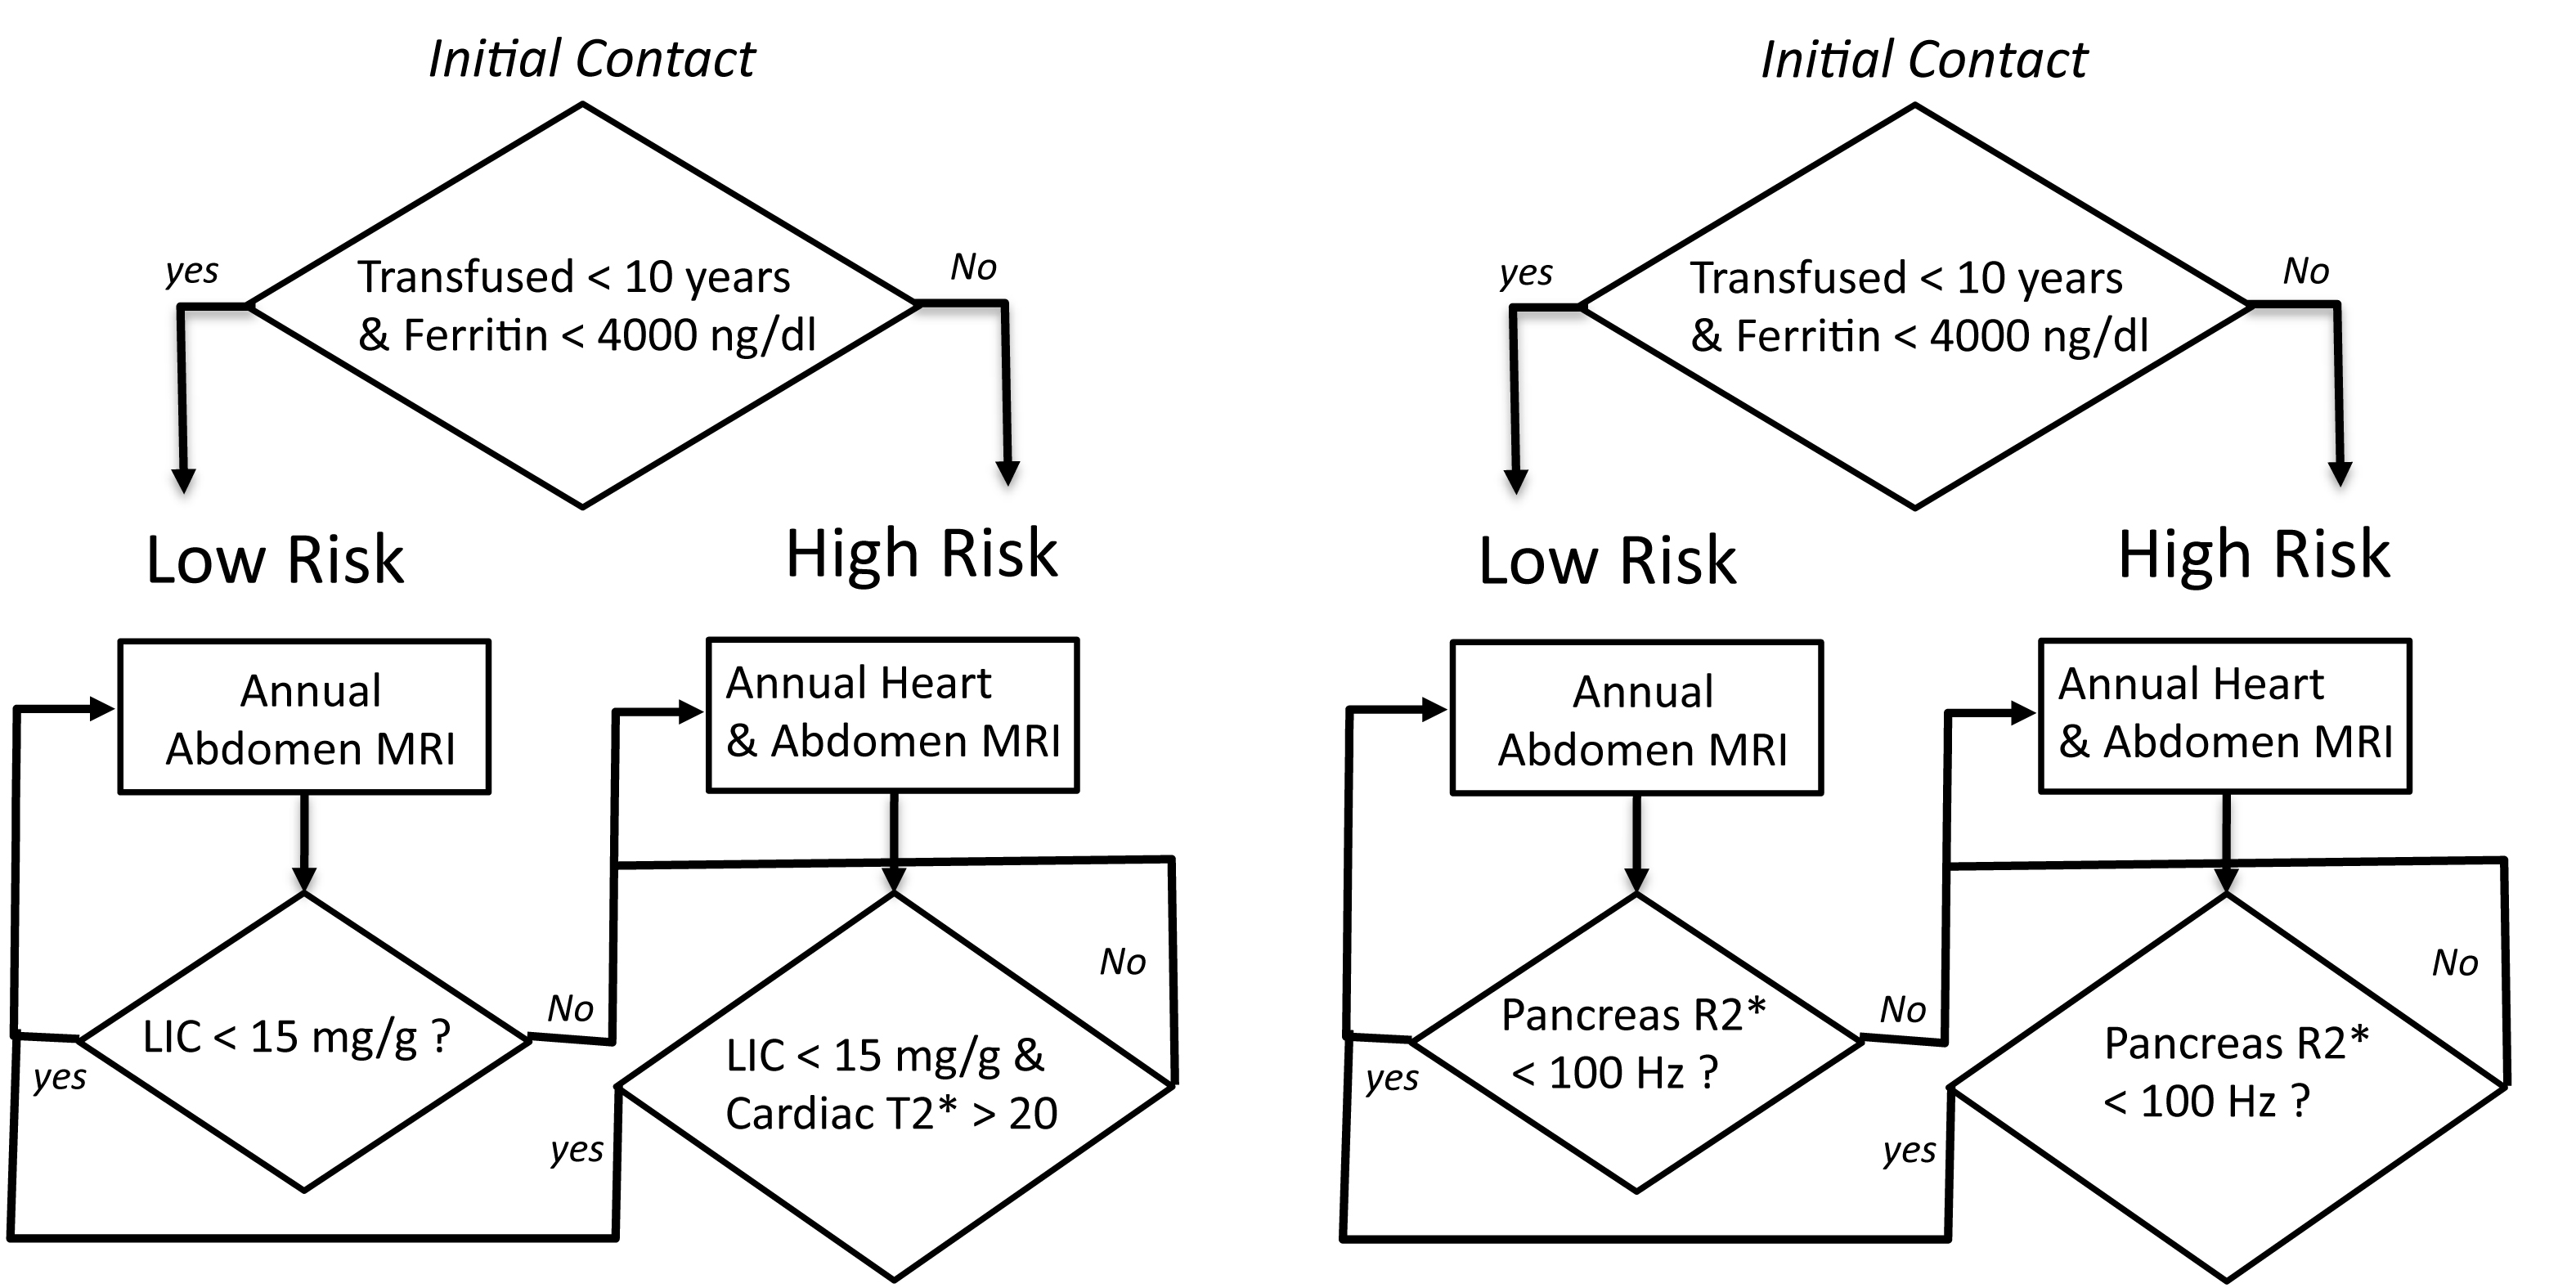 Initial Contact
yes
No
Transfused < 10 years
& Ferritin < 4000 ng/dl
Low Risk
High Risk
Annual
Abdomen MRI
Annual Heart
& Abdomen MRI
LIC < 15 mg/g ?
yes
No
LIC < 15 mg/g &
Cardiac T2* > 20
No
yes
Initial Contact
yes
No
Transfused < 10 years
& Ferritin < 4000 ng/dl
Low Risk
High Risk
Annual
Abdomen MRI
Annual Heart
& Abdomen MRI
Pancreas R2*
< 100 Hz ?
yes
No
Pancreas R2*
< 100 Hz ?
No
yes